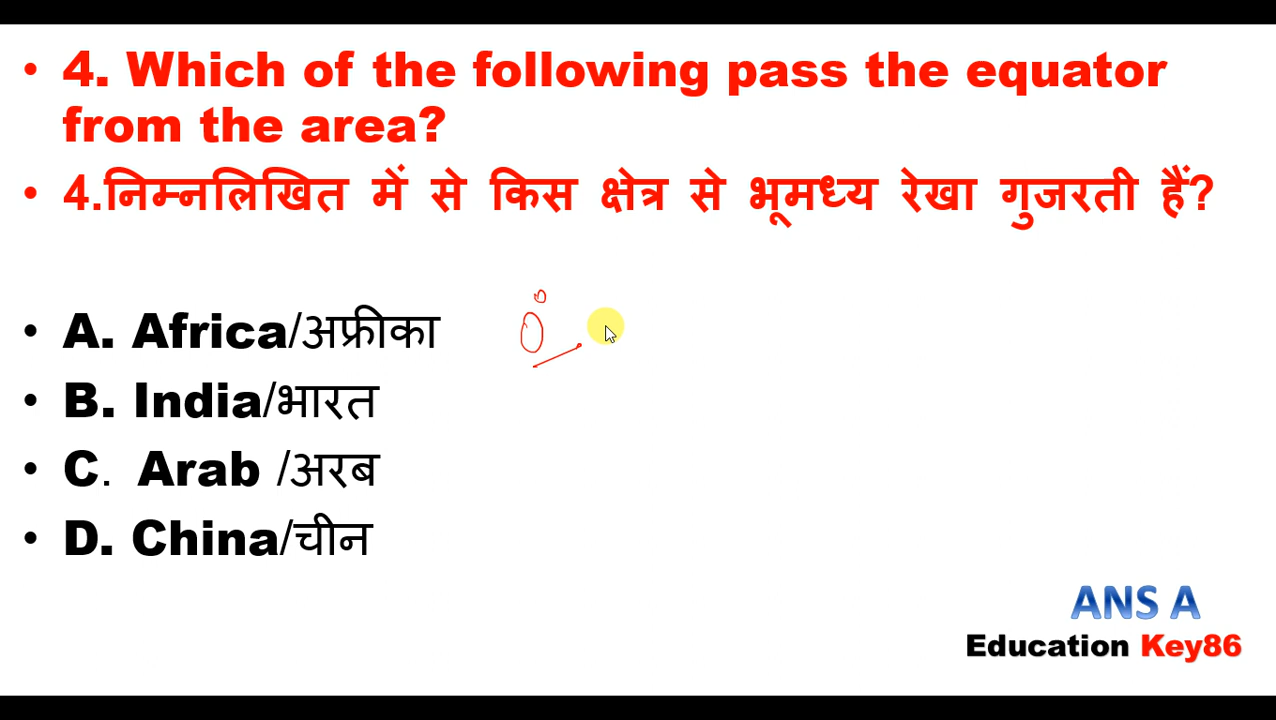 • 4. Which of the following pass the equator
from the area?
• 4.निम्नलिखित में से किस क्षेत्र से भूमध्य रेखा गुजरती हैं?
• A. Africa/अफ्रीका
0°
• B. India/भारत
• C. Arab /अरब
• D. China/चीन
ANS A
Education Key86